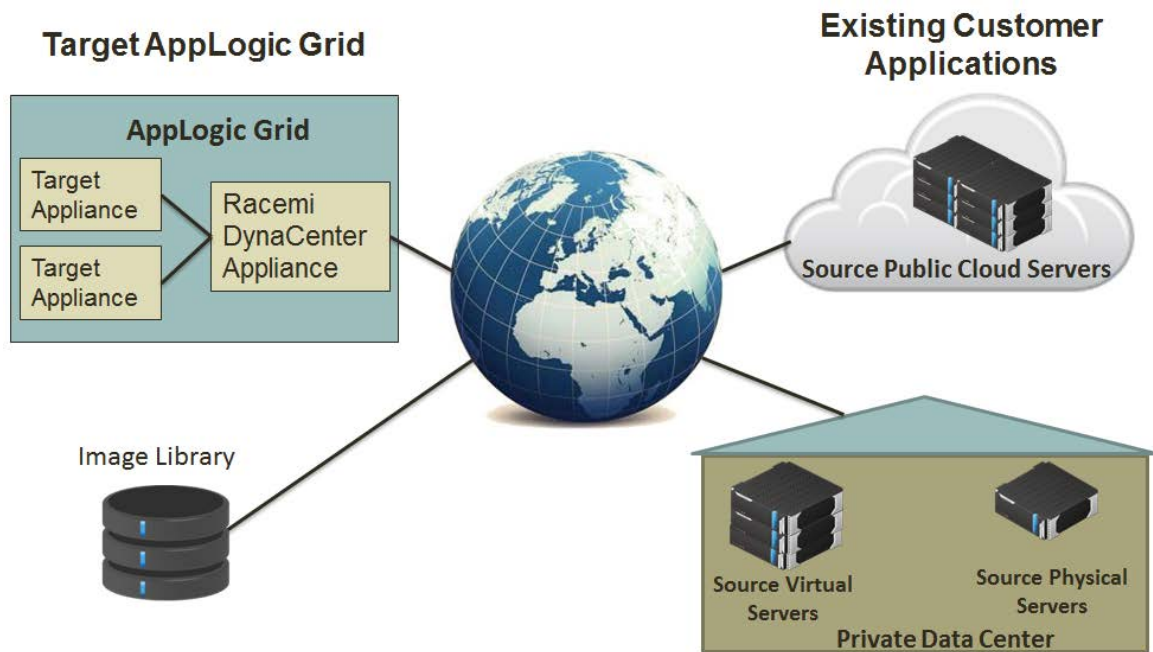 Target AppLogic Grid
Existing Customer
Applications
AppLogic Grid
Target
Appliance
Racemi
DynaCenter
Appliance
Target
Appliance
Source Public Cloud Servers
Image Library
Source Virtual
Servers
Source Physical
Servers
Private Data Center